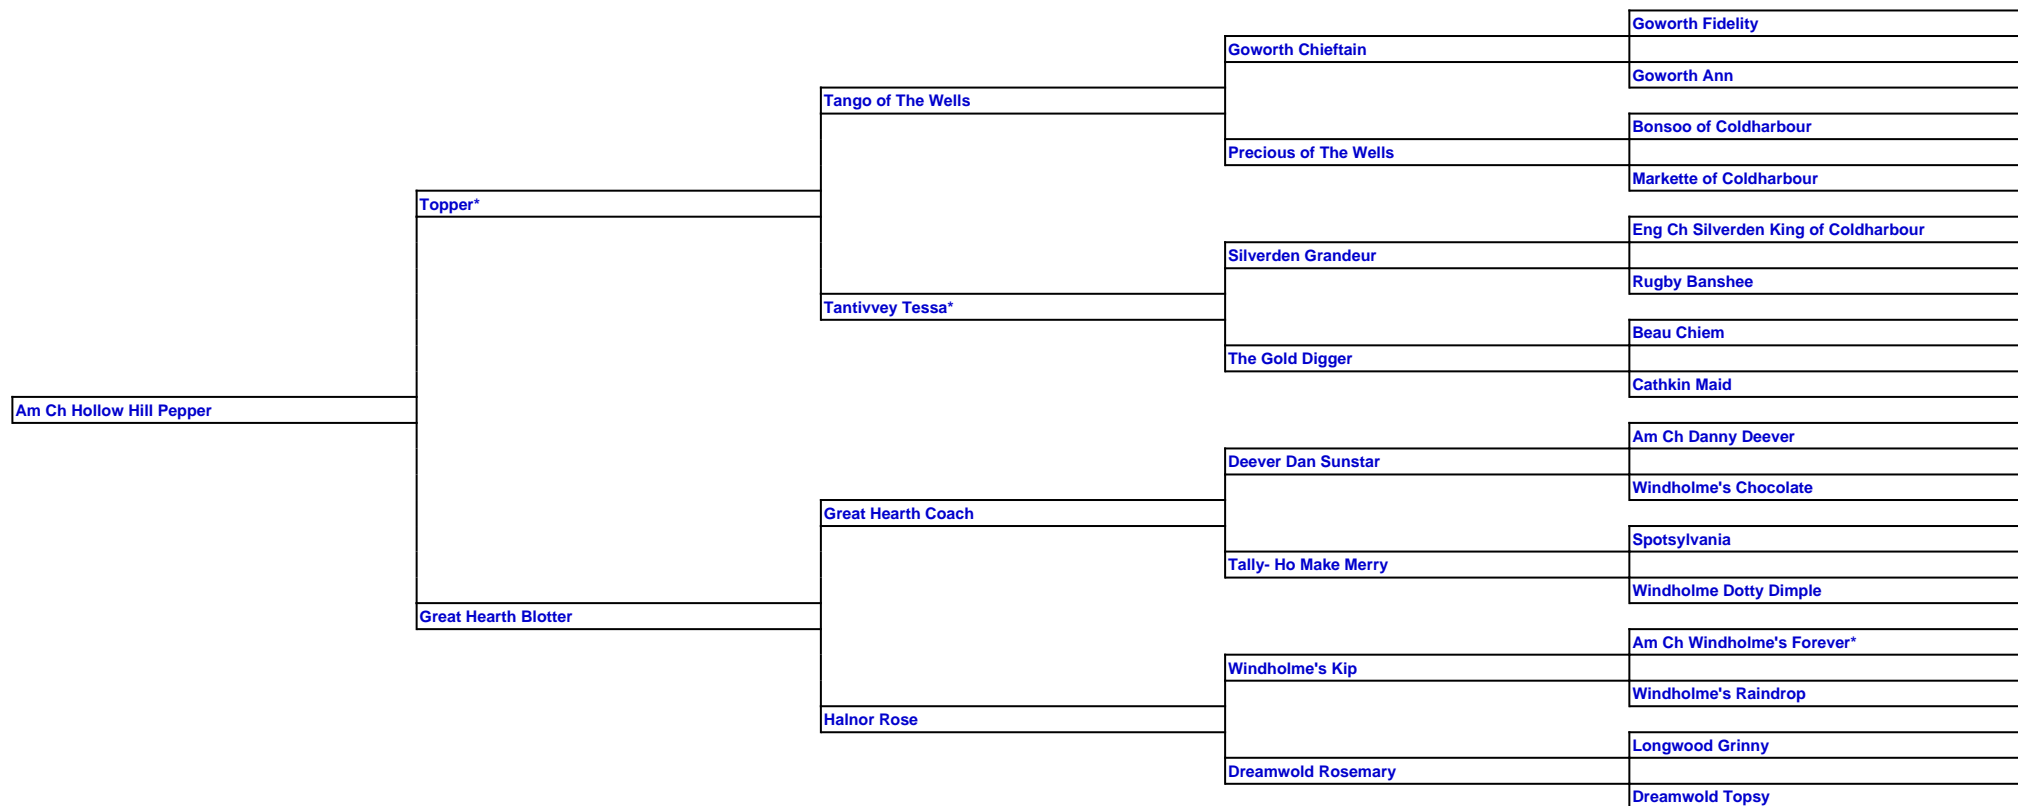 Goworth Fidelity
Goworth Chieftain
Goworth Ann
Tango of The Wells
Bonsoo of Coldharbour
Precious of The Wells
Markette of Coldharbour
Topper*
Eng Ch Silverden King of Coldharbour
Silverden Grandeur
Rugby Banshee
Tantivvey Tessa*
Beau Chiem
The Gold Digger
Cathkin Maid
Am Ch Hollow Hill Pepper
Am Ch Danny Deever
Deever Dan Sunstar
Windholme's Chocolate
Great Hearth Coach
Spotsylvania
Tally- Ho Make Merry
Windholme Dotty Dimple
Great Hearth Blotter
Am Ch Windholme's Forever*
Windholme's Kip
Windholme's Raindrop
Halnor Rose
Longwood Grinny
Dreamwold Rosemary
Dreamwold Topsy